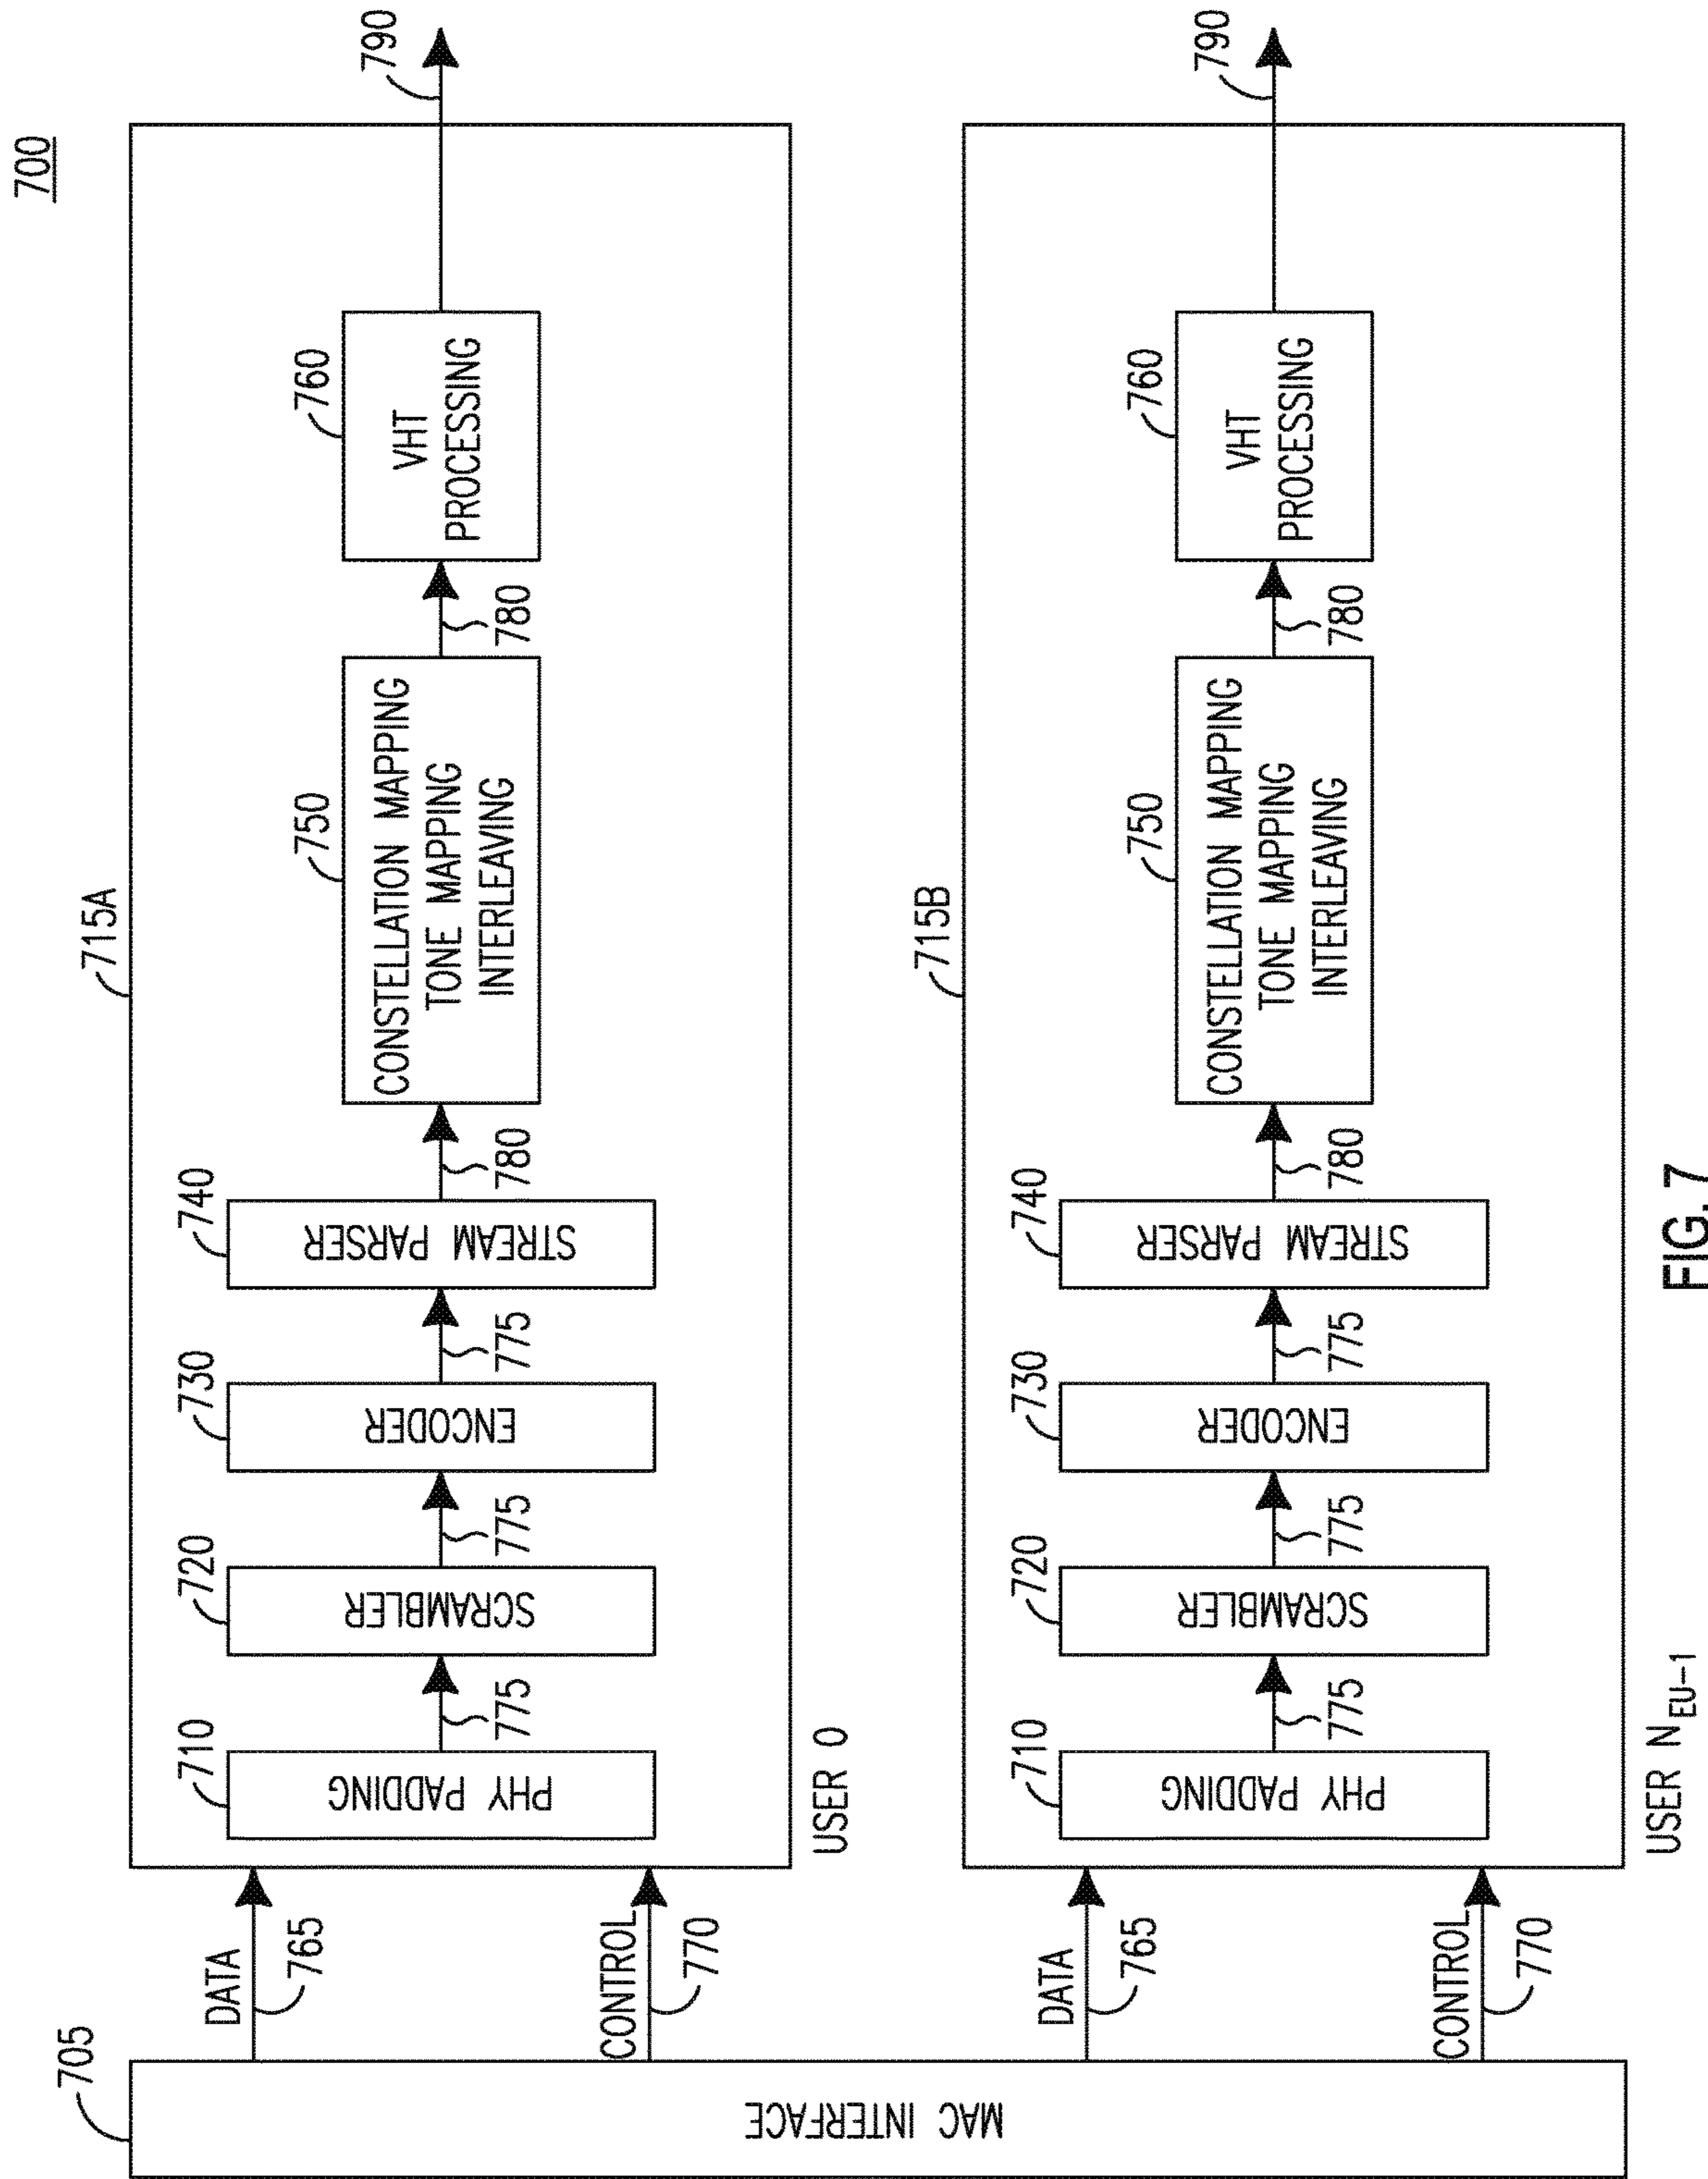 700
705
MAC INTERFACE
DATA
765
CONTROL
770
715A
710
PHY PADDING
775
720
SCRAMBLER
775
730
ENCODER
775
740
STREAM PARSER
780
750
CONSTELLATION MAPPING
TONE MAPPING
INTERLEAVING
780
760
VHT
PROCESSING
790
USER 0
DATA
765
CONTROL
770
715B
710
PHY PADDING
775
720
SCRAMBLER
775
730
ENCODER
775
740
STREAM PARSER
780
750
CONSTELLATION MAPPING
TONE MAPPING
INTERLEAVING
780
760
VHT
PROCESSING
790
USER N EU-1
FIG. 7